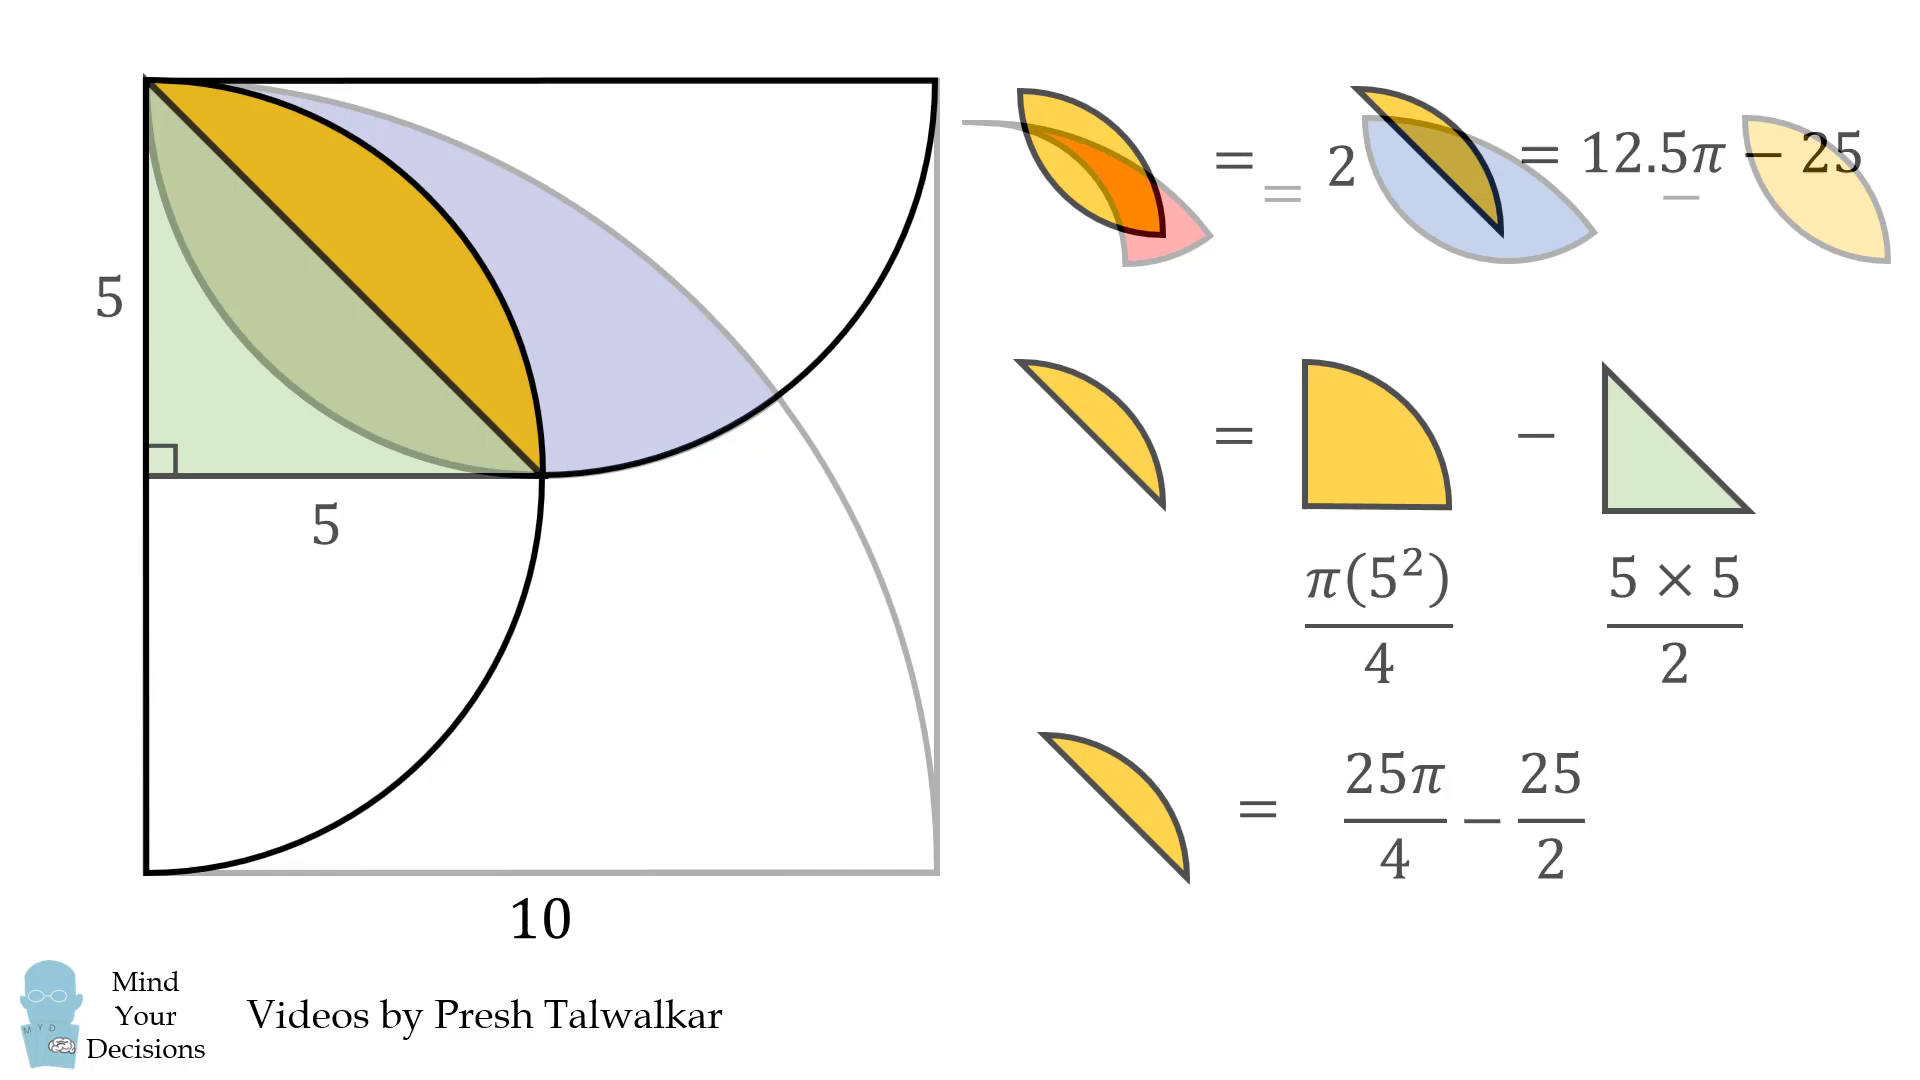 = 2 = 12.5π − 25
= −
5
= −
5
π(5²)/4 5 × 5/2
= 25π/4 − 25/2
10
Mind
Your
Decisions
M Y D
Videos by Presh Talwalkar